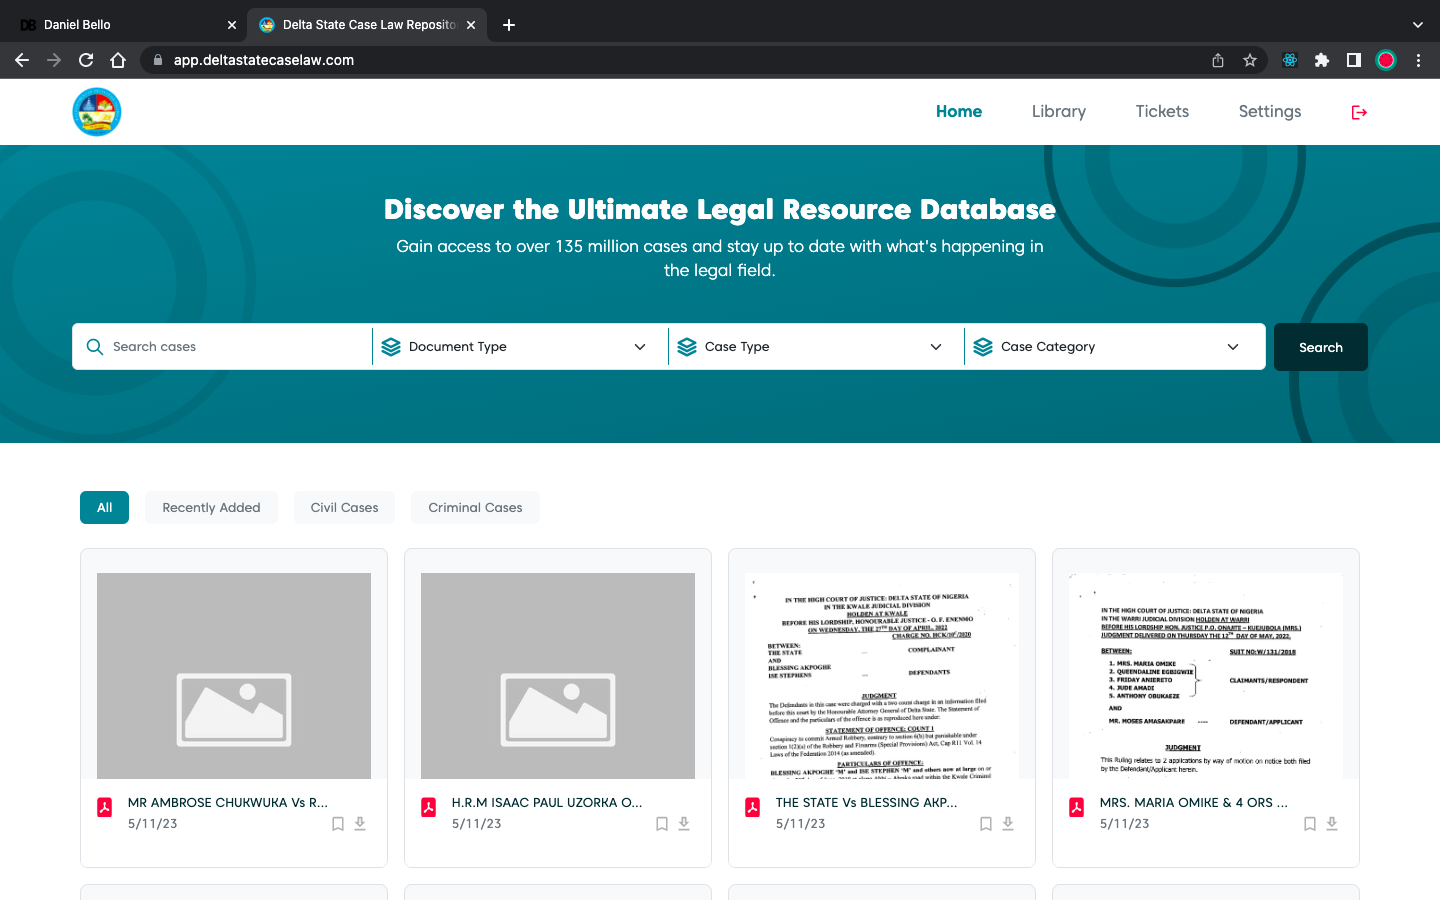 Daniel Bello
Delta State Case Law Reposito
app.deltastatecaselaw.com
Home
Library
Tickets
Settings
Discover the Ultimate Legal Resource Database
Gain access to over 135 million cases and stay up to date with what's happening in
the legal field.
Search cases
Document Type
Case Type
Case Category
Search
All
Recently Added
Civil Cases
Criminal Cases
IN THE HIGH COURT OF JUSTICE: DELTA STATE OF NIGERIA
IN THE KWALE JUDICIAL DIVISION
HOLDEN AT KWALE
BEFORE HIS LORDSHIP, HONOURABLE JUSTICE - O. F. ENENMO
ON WEDNESDAY, THE 27TH DAY OF APRIL, 2022
CHARGE NO. HCK/10C/2020
BETWEEN:
THE STATE ... COMPLAINANT
AND
BLESSING AKPOGHE
ISE STEPHENS ... DEFENDANTS
JUDGMENT
The Defendants in this case were charged with a two count charge in an information filed
before this court by the Honourable Attorney General of Delta State. The Statement of
Offence and the particulars of the offence is as reproduced here under:
STATEMENT OF OFFENCE: COUNT 1
Conspiracy to commit Armed Robbery, contrary to section 6(b) but punishable under
section 1(2)(a) of the Robbery and Firearms (Special Provisions) Act, Cap R11 Vol. 14
Laws of the Federation 2014 (as amended).
PARTICULARS OF OFFENCE:
BLESSING AKPOGHE 'M' and ISE STEPHEN 'M' and others now at large on or
IN THE HIGH COURT OF JUSTICE: DELTA STATE OF NIGERIA
IN THE WARRI JUDICIAL DIVISION HOLDEN AT WARRI
BEFORE HIS LORDSHIP HON. JUSTICE P.O. ONAJITE – KUEJUBOLA (MRS.)
JUDGMENT DELIVERED ON THURSDAY THE 12TH DAY OF MAY, 2022.
BETWEEN: SUIT NO:W/131/2018
1. MRS. MARIA OMIKE
2. QUEENDALINE EGBIGWIE
3. FRIDAY ANIERETO CLAIMANTS/RESPONDENT
4. JUDE AMADI
5. ANTHONY OBUKAEZE
AND
MR. MOSES AMASAKPARE ---- DEFENDANT/APPLICANT
JUDGMENT
This Ruling relates to 2 applications by way of motion on notice both filed
by the Defendant/Applicant herein.
MR AMBROSE CHUKWUKA Vs R...
5/11/23
H.R.M ISAAC PAUL UZORKA O...
5/11/23
THE STATE Vs BLESSING AKP...
5/11/23
MRS. MARIA OMIKE & 4 ORS ...
5/11/23